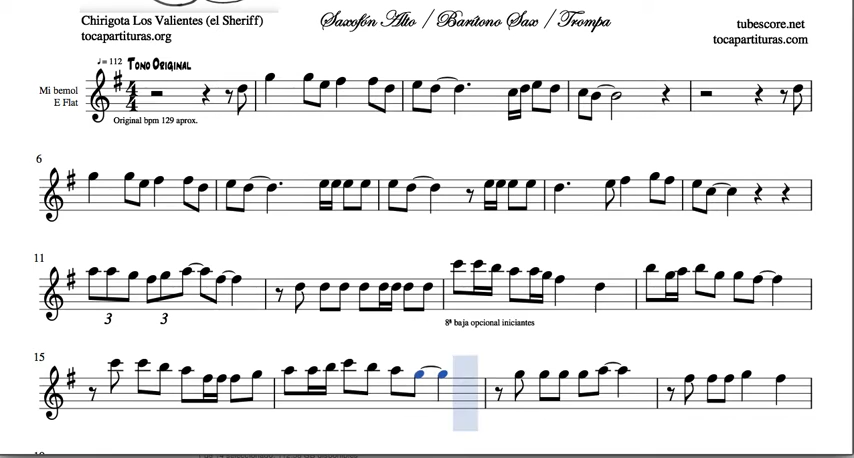 Chirigota Los Valientes (el Sheriff)
tocapartituras.org
Saxofón Alto / Barítono Sax / Trompa
tubescore.net
tocapartituras.com
♩= 112 TONO ORIGINAL
Mi bemol
E Flat
Original bpm 129 aprox.
6
11
3
3
8ª baja opcional iniciantes
15